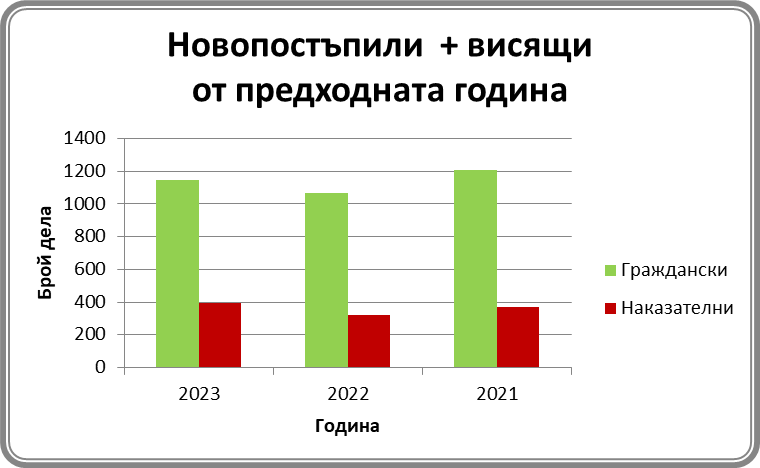 Новопостъпили + висящи
от предходната година
1400
1200
1000
800
600
400
200
0
Брой дела
2023 2022 2021
Година
Граждански
Наказателни